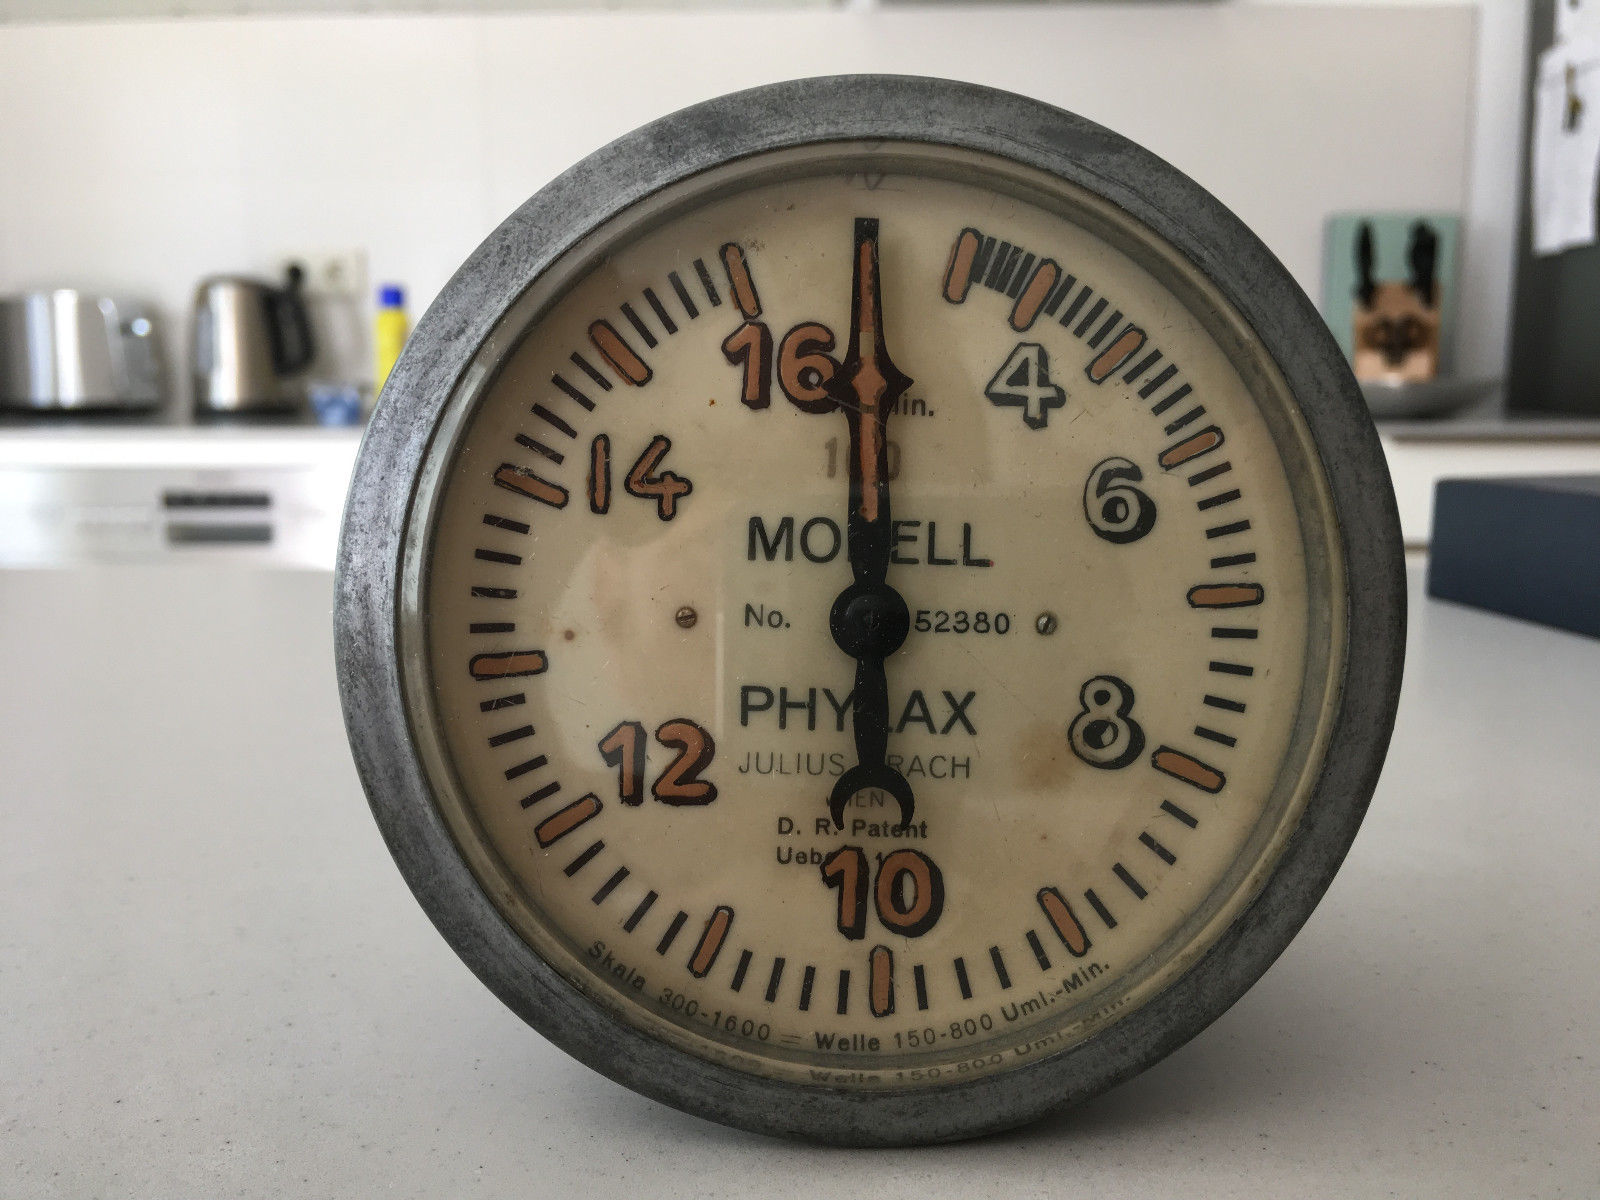 16
4
14
6
MODELL
No. 52380
PHYLAX
8
12
JULIUS
WIEN
D. R. Patent
10
Skala 300-1600 = Welle 150-800 Uml.-Min.